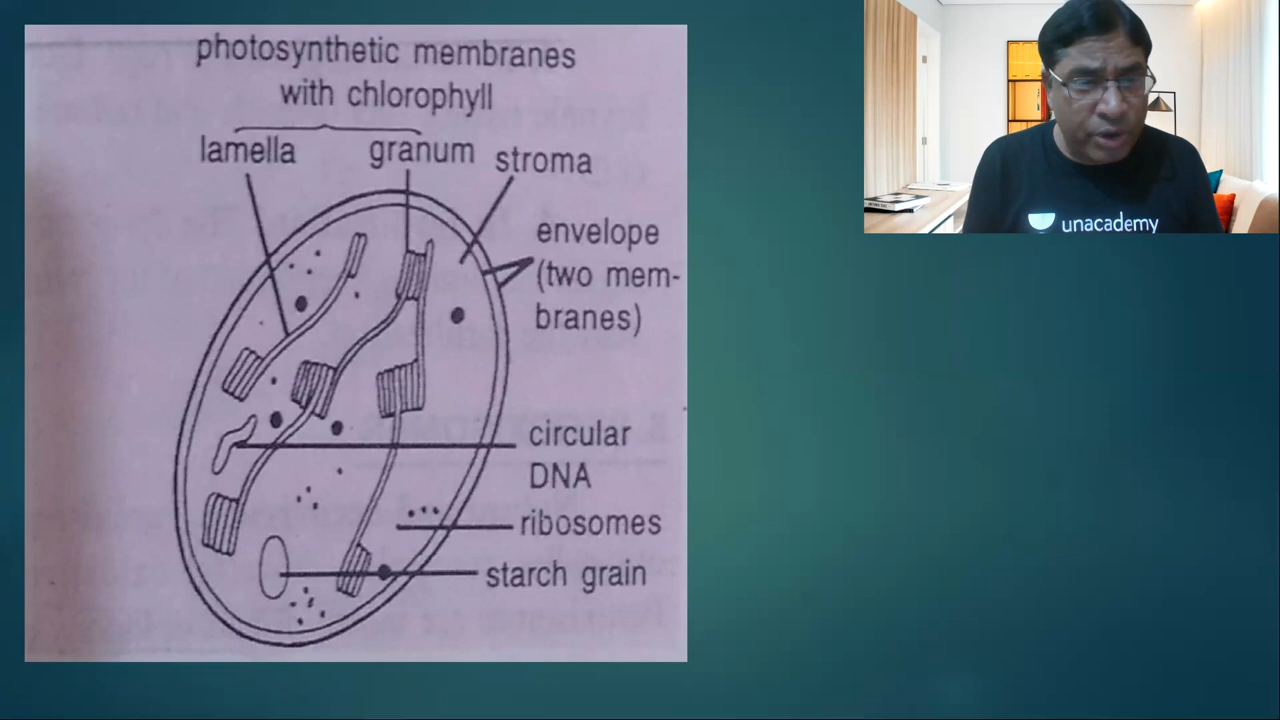 photosynthetic membranes
with chlorophyll
lamella
granum
stroma
envelope
(two mem-
branes)
circular
DNA
ribosomes
starch grain
unacademy